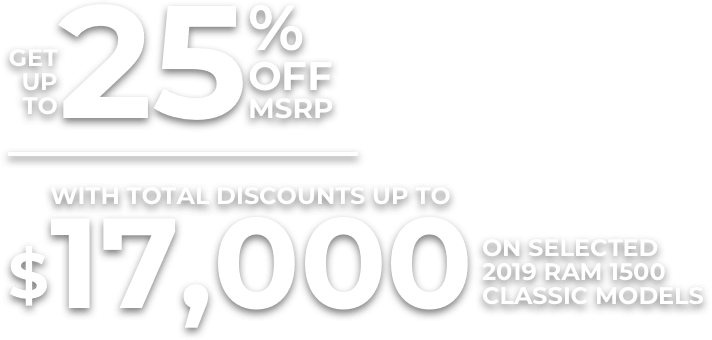 GET UP TO 25% OFF MSRP
WITH TOTAL DISCOUNTS UP TO
$17,000 ON SELECTED
2019 RAM 1500
CLASSIC MODELS